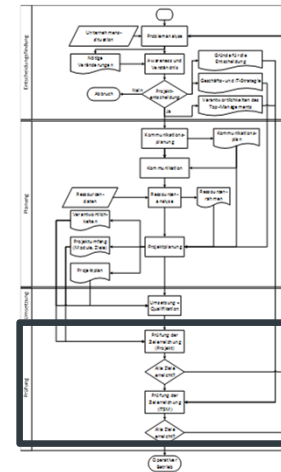 Unternehmens-
situation
Problemanalyse
Nötige
Veränderungen
Awareness und
Verständnis
Gründe für die
Entscheidung
Geschäfts- und IT-Strategie
Abbruch
Nein
Projekt-
entscheidung
Verantwortlichkeiten des
Top-Managements
Ja
Entscheidungsfindung
Kommunikations-
planung
Kommunikations-
plan
Kommunikation
Ressourcen-
daten
Ressourcen-
analyse
Ressourcen-
rahmen
Verantwortlich-
keiten
Projektumfang
(Module, Ziele)
Projektplanung
Projektplan
Planung
Umsetzung +
Qualifikation
Umsetzung
Prüfung der
Zielerreichung
(Projekt)
Alle Ziele
erreicht?
Prüfung der
Zielerreichung
(ITSM)
Alle Ziele
erreicht?
Prüfung
Operativer
Betrieb